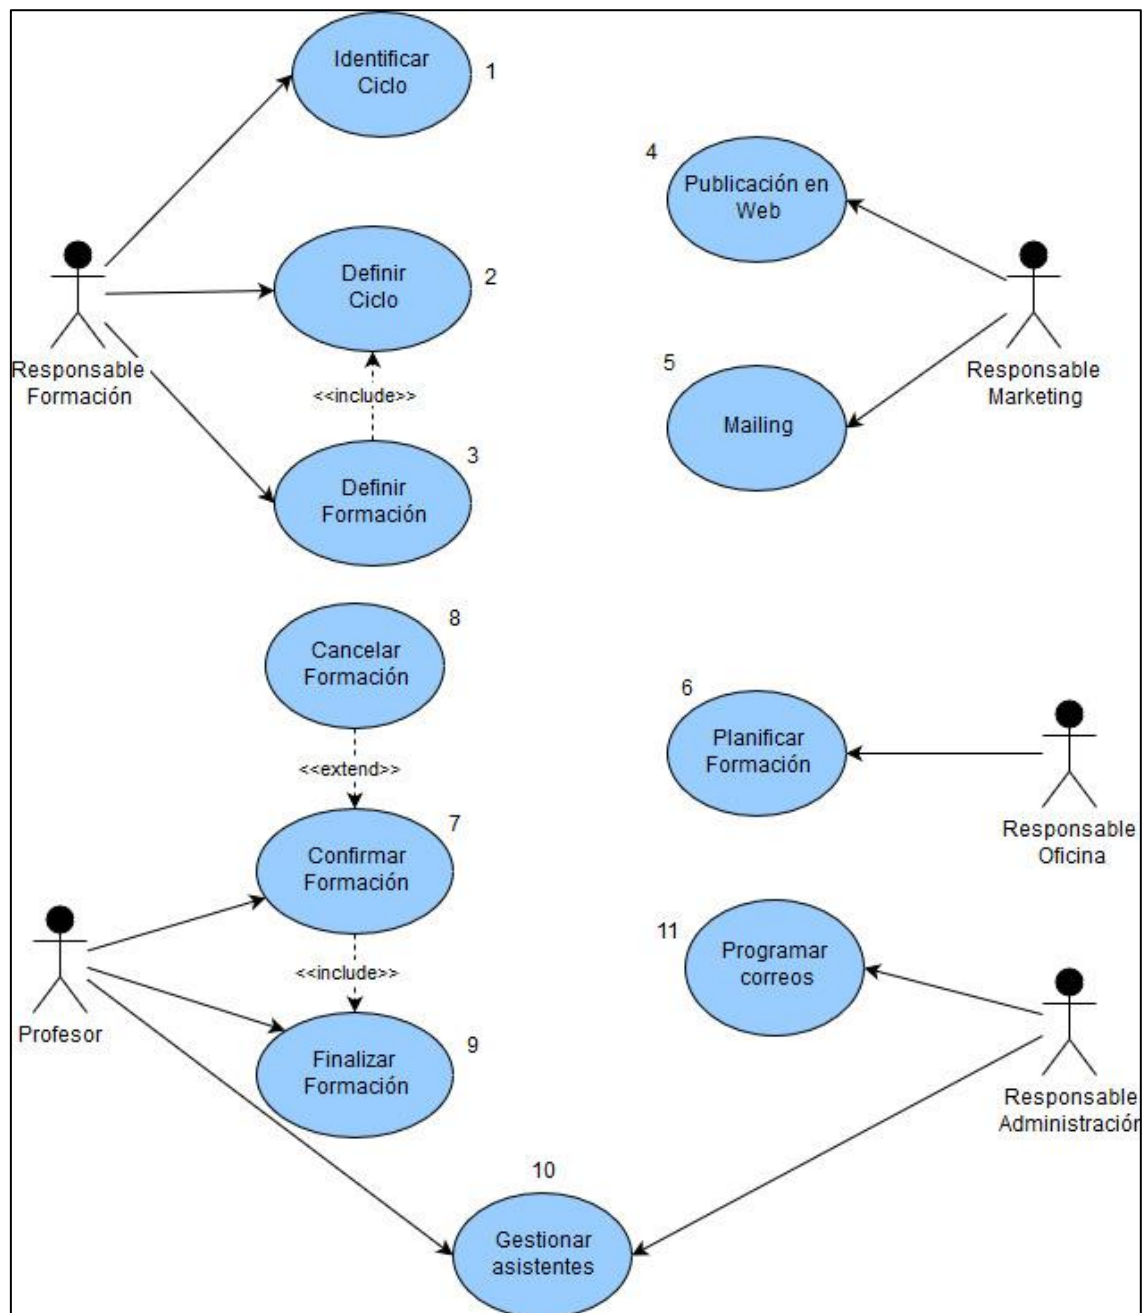 Identificar
Ciclo
1
4
Publicación en
Web
Definir
Ciclo
2
Responsable
Formación
<<include>>
5
Responsable
Marketing
Mailing
3
Definir
Formación
8
Cancelar
Formación
6
Planificar
Formación
<<extend>>
7
Responsable
Oficina
Confirmar
Formación
11
Programar
correos
<<include>>
Profesor
9
Finalizar
Formación
Responsable
Administración
10
Gestionar
asistentes